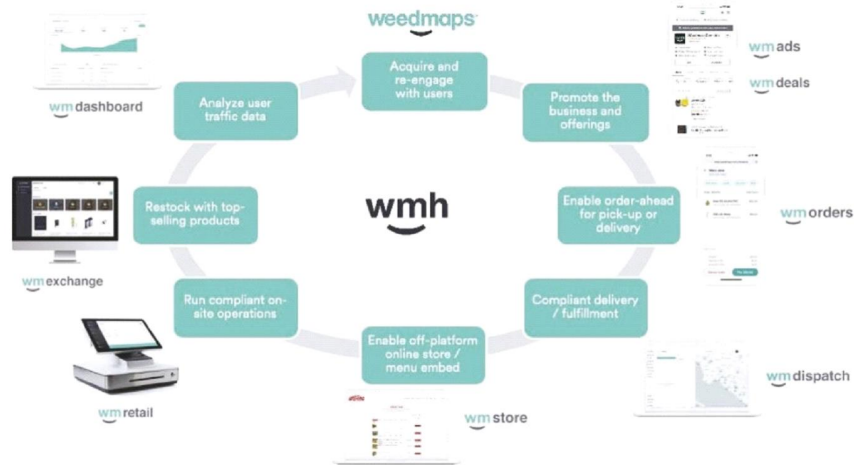 weedmaps
Acquire and
re-engage
with users
Promote the
business and
offerings
wm ads
wm deals
Enable order-ahead
for pick-up or
delivery
wm orders
Compliant delivery
/ fulfillment
wm dispatch
Enable off-platform
online store /
menu embed
wm store
Run compliant on-
site operations
wm retail
Restock with top-
selling products
wm exchange
Analyze user
traffic data
wm dashboard
wmh